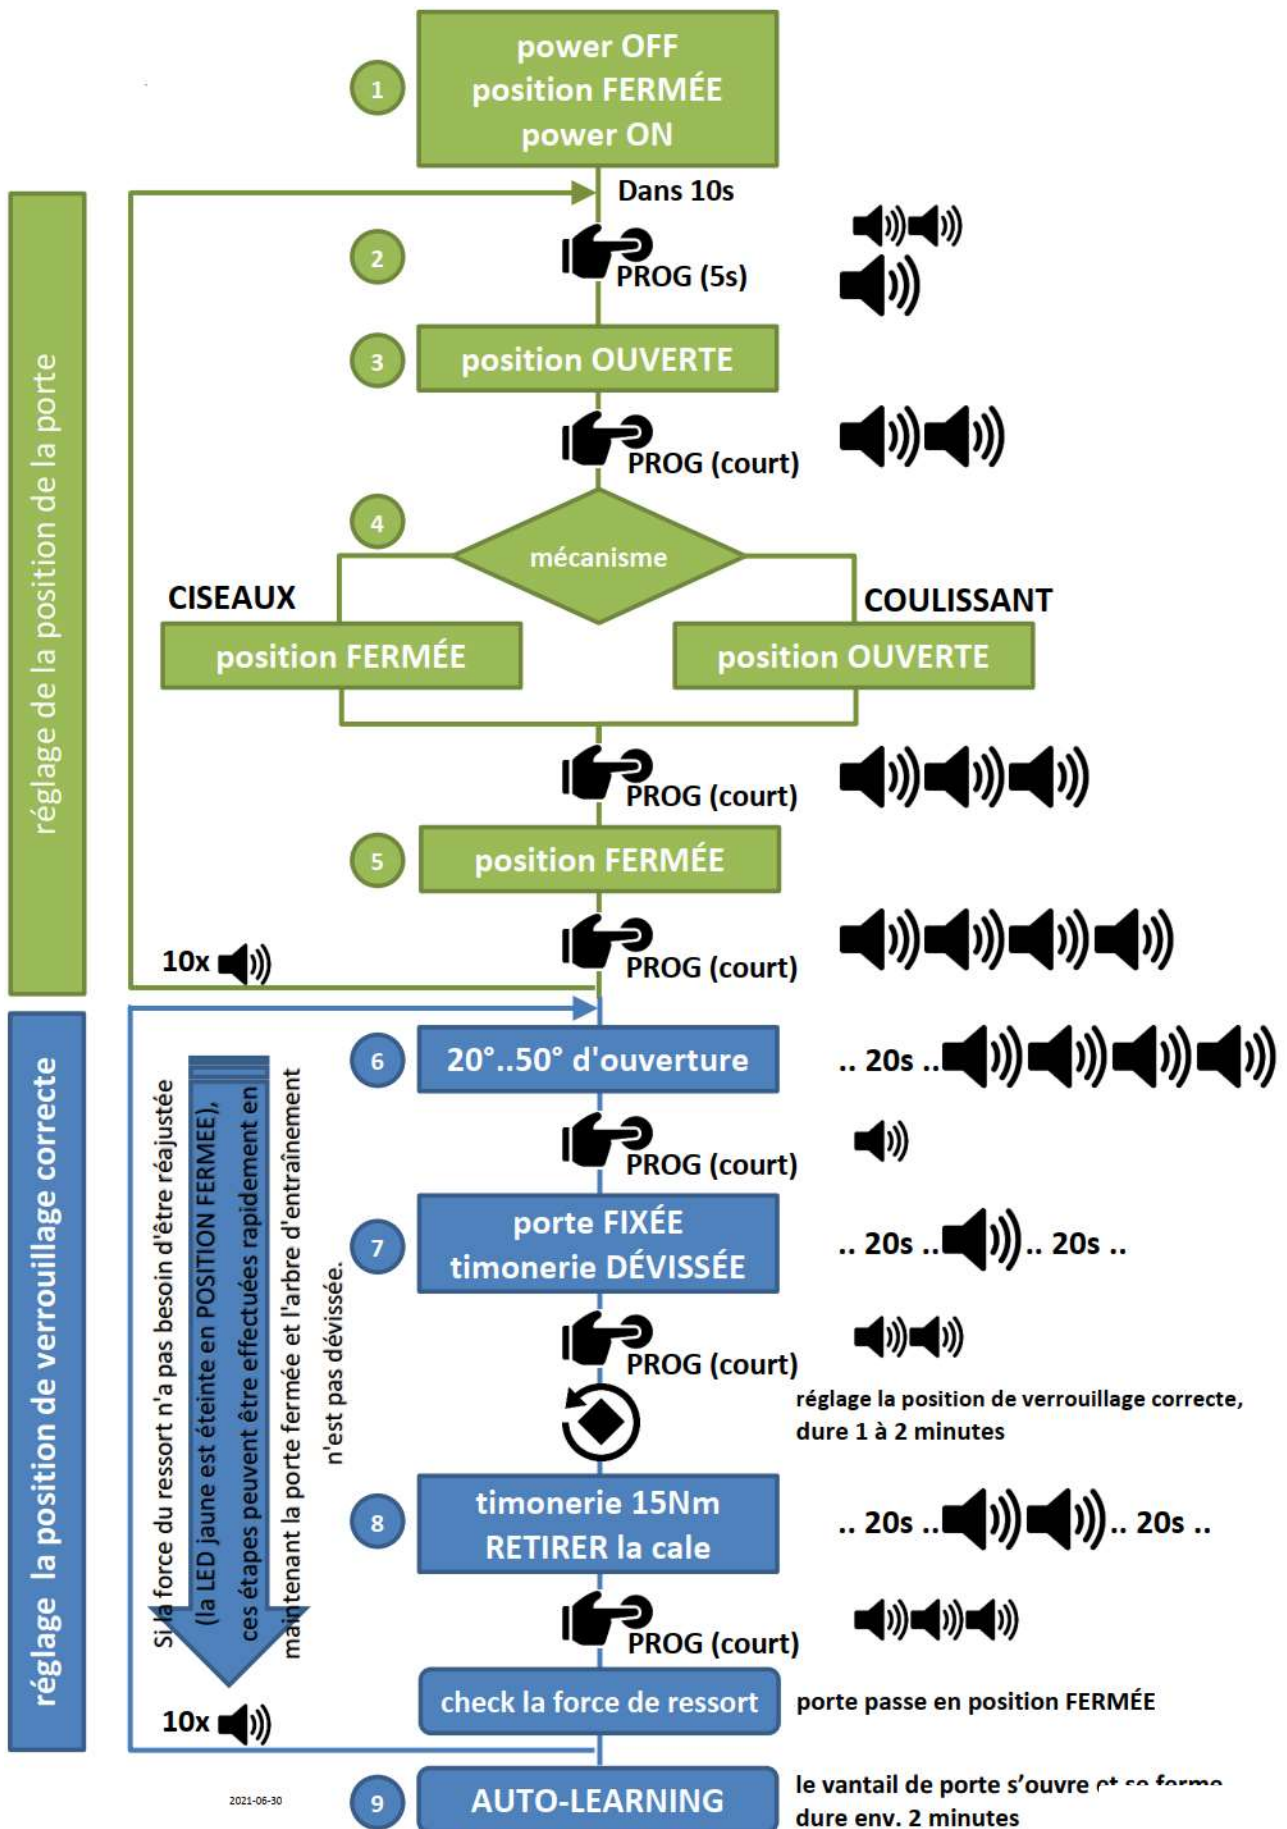 power OFF
position FERMÉE
power ON
1
Dans 10s
2
PROG (5s)
3
position OUVERTE
PROG (court)
4
mécanisme
CISEAUX
COULISSANT
position FERMÉE
position OUVERTE
PROG (court)
5
position FERMÉE
PROG (court)
10x
réglage de la position de la porte
6
20°..50° d'ouverture
.. 20s ..
PROG (court)
7
porte FIXÉE
timonerie DÉVISSÉE
.. 20s .. .. 20s ..
PROG (court)
réglage la position de verrouillage correcte,
dure 1 à 2 minutes
8
timonerie 15Nm
RETIRER la cale
.. 20s .. .. 20s ..
PROG (court)
check la force de ressort
porte passe en position FERMÉE
10x
réglage la position de verrouillage correcte
Si la force du ressort n'a pas besoin d'être réajustée
(la LED jaune est éteinte en POSITION FERMEE),
ces étapes peuvent être effectuées rapidement en
maintenant la porte fermée et l'arbre d'entraînement
n'est pas dévissée.
2021-06-30
9
AUTO-LEARNING
le vantail de porte s'ouvre et se ferme
dure env. 2 minutes